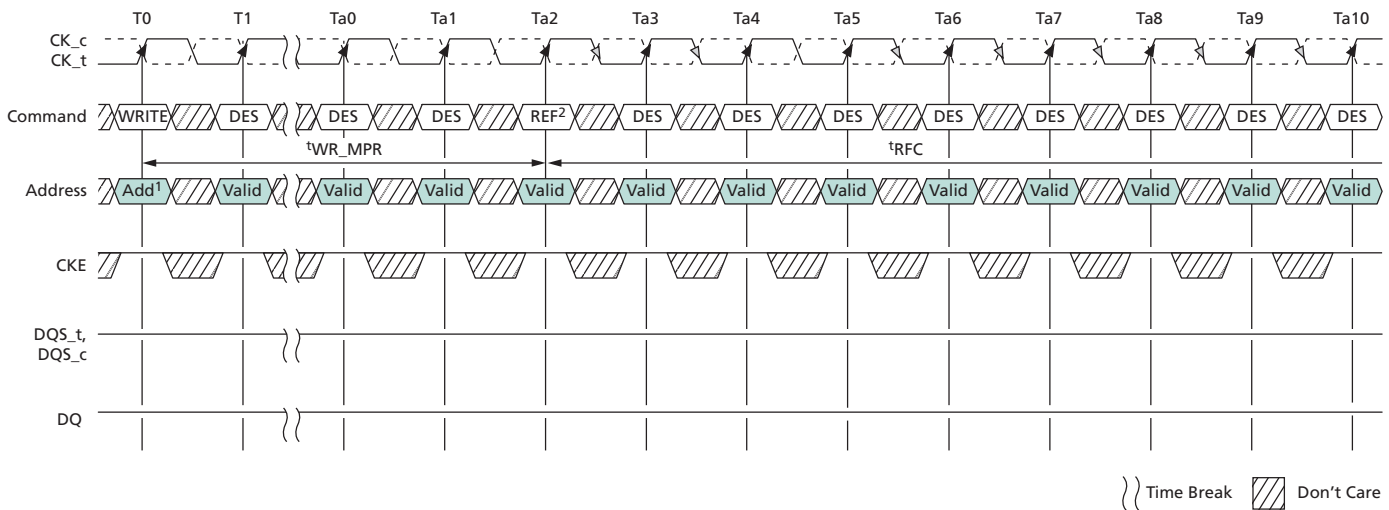 T0 T1 Ta0 Ta1 Ta2 Ta3 Ta4 Ta5 Ta6 Ta7 Ta8 Ta9 Ta10
CK_c
CK_t
Command WRITE DES DES DES REF2 DES DES DES DES DES DES DES DES
tWR_MPR tRFC
Address Add1 Valid Valid Valid Valid Valid Valid Valid Valid Valid Valid Valid Valid
CKE
DQS_t,
DQS_c
DQ
Time Break Don't Care